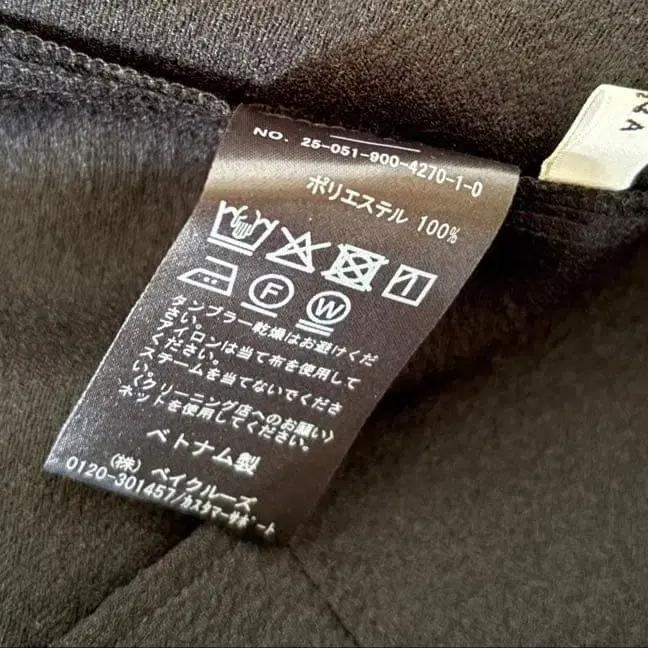 NO. 25-051-900-4270-1-0
ポリエステル 100%
F W
タンブラー乾燥はお避けくだ
さい。
アイロンは当て布を使用して
ください。
スチームを当てないでくださ
い。
〈クリーニング店へのお願い〉
ネットを使用してください。
ベトナム製
(株) ベイクルーズ
0120-301457/カスタマーサポート
A